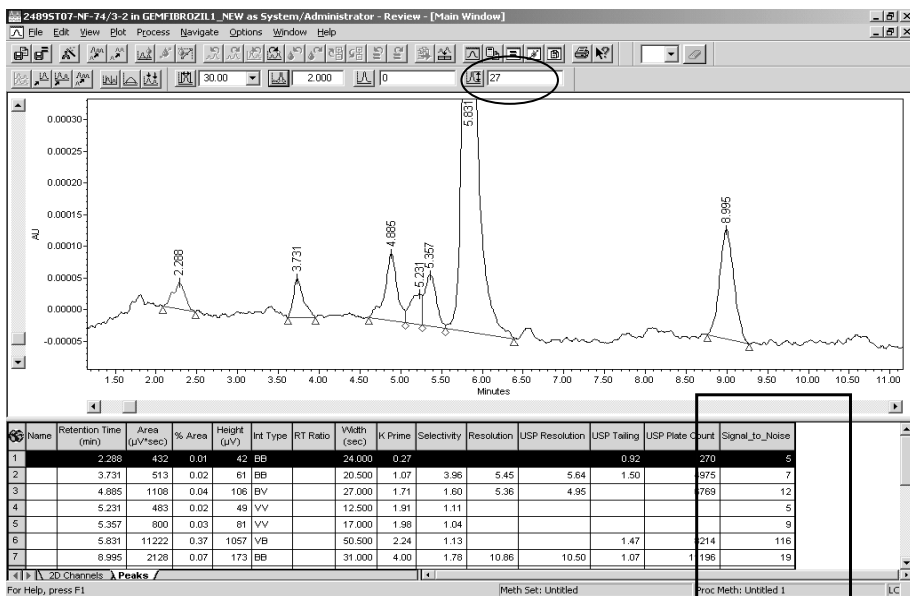 2489ST07-NF-74/3-2 in GEMFIBROZIL1_NEW as System/Administrator - Review - [Main Window]
File Edit View Plot Process Navigate Options Window Help
30.00 2.000 0 27
0.00030
0.00025
0.00020
0.00015
0.00010
0.00005
0.00000
-0.00005
AU
2.288
3.731
4.885
5.231
5.357
5.831
8.995
1.50 2.00 2.50 3.00 3.50 4.00 4.50 5.00 5.50 6.00 6.50 7.00 7.50 8.00 8.50 9.00 9.50 10.00 10.50 11.00
Minutes
Name Retention Time (min) Area (µV*sec) % Area Height (µV) Int Type RT Ratio Width (sec) K Prime Selectivity Resolution USP Resolution USP Tailing USP Plate Count Signal_to_Noise
1 2.288 432 0.01 42 BB 24.000 0.27 0.92 270 5
2 3.731 513 0.02 61 BB 20.500 1.07 3.96 5.45 5.64 1.50 4975 7
3 4.885 1108 0.04 106 BV 27.000 1.71 1.60 5.36 4.95 6769 12
4 5.231 483 0.02 49 VV 12.500 1.91 1.11 5
5 5.357 800 0.03 81 VV 17.000 1.98 1.04 9
6 5.831 11222 0.37 1057 VB 50.500 2.24 1.13 1.47 116
7 8.995 2128 0.07 173 BB 31.000 4.00 1.78 10.86 10.50 1.07 19
2D Channels Peaks
For Help, press F1 Meth Set: Untitled Proc Meth: Untitled 1 LC